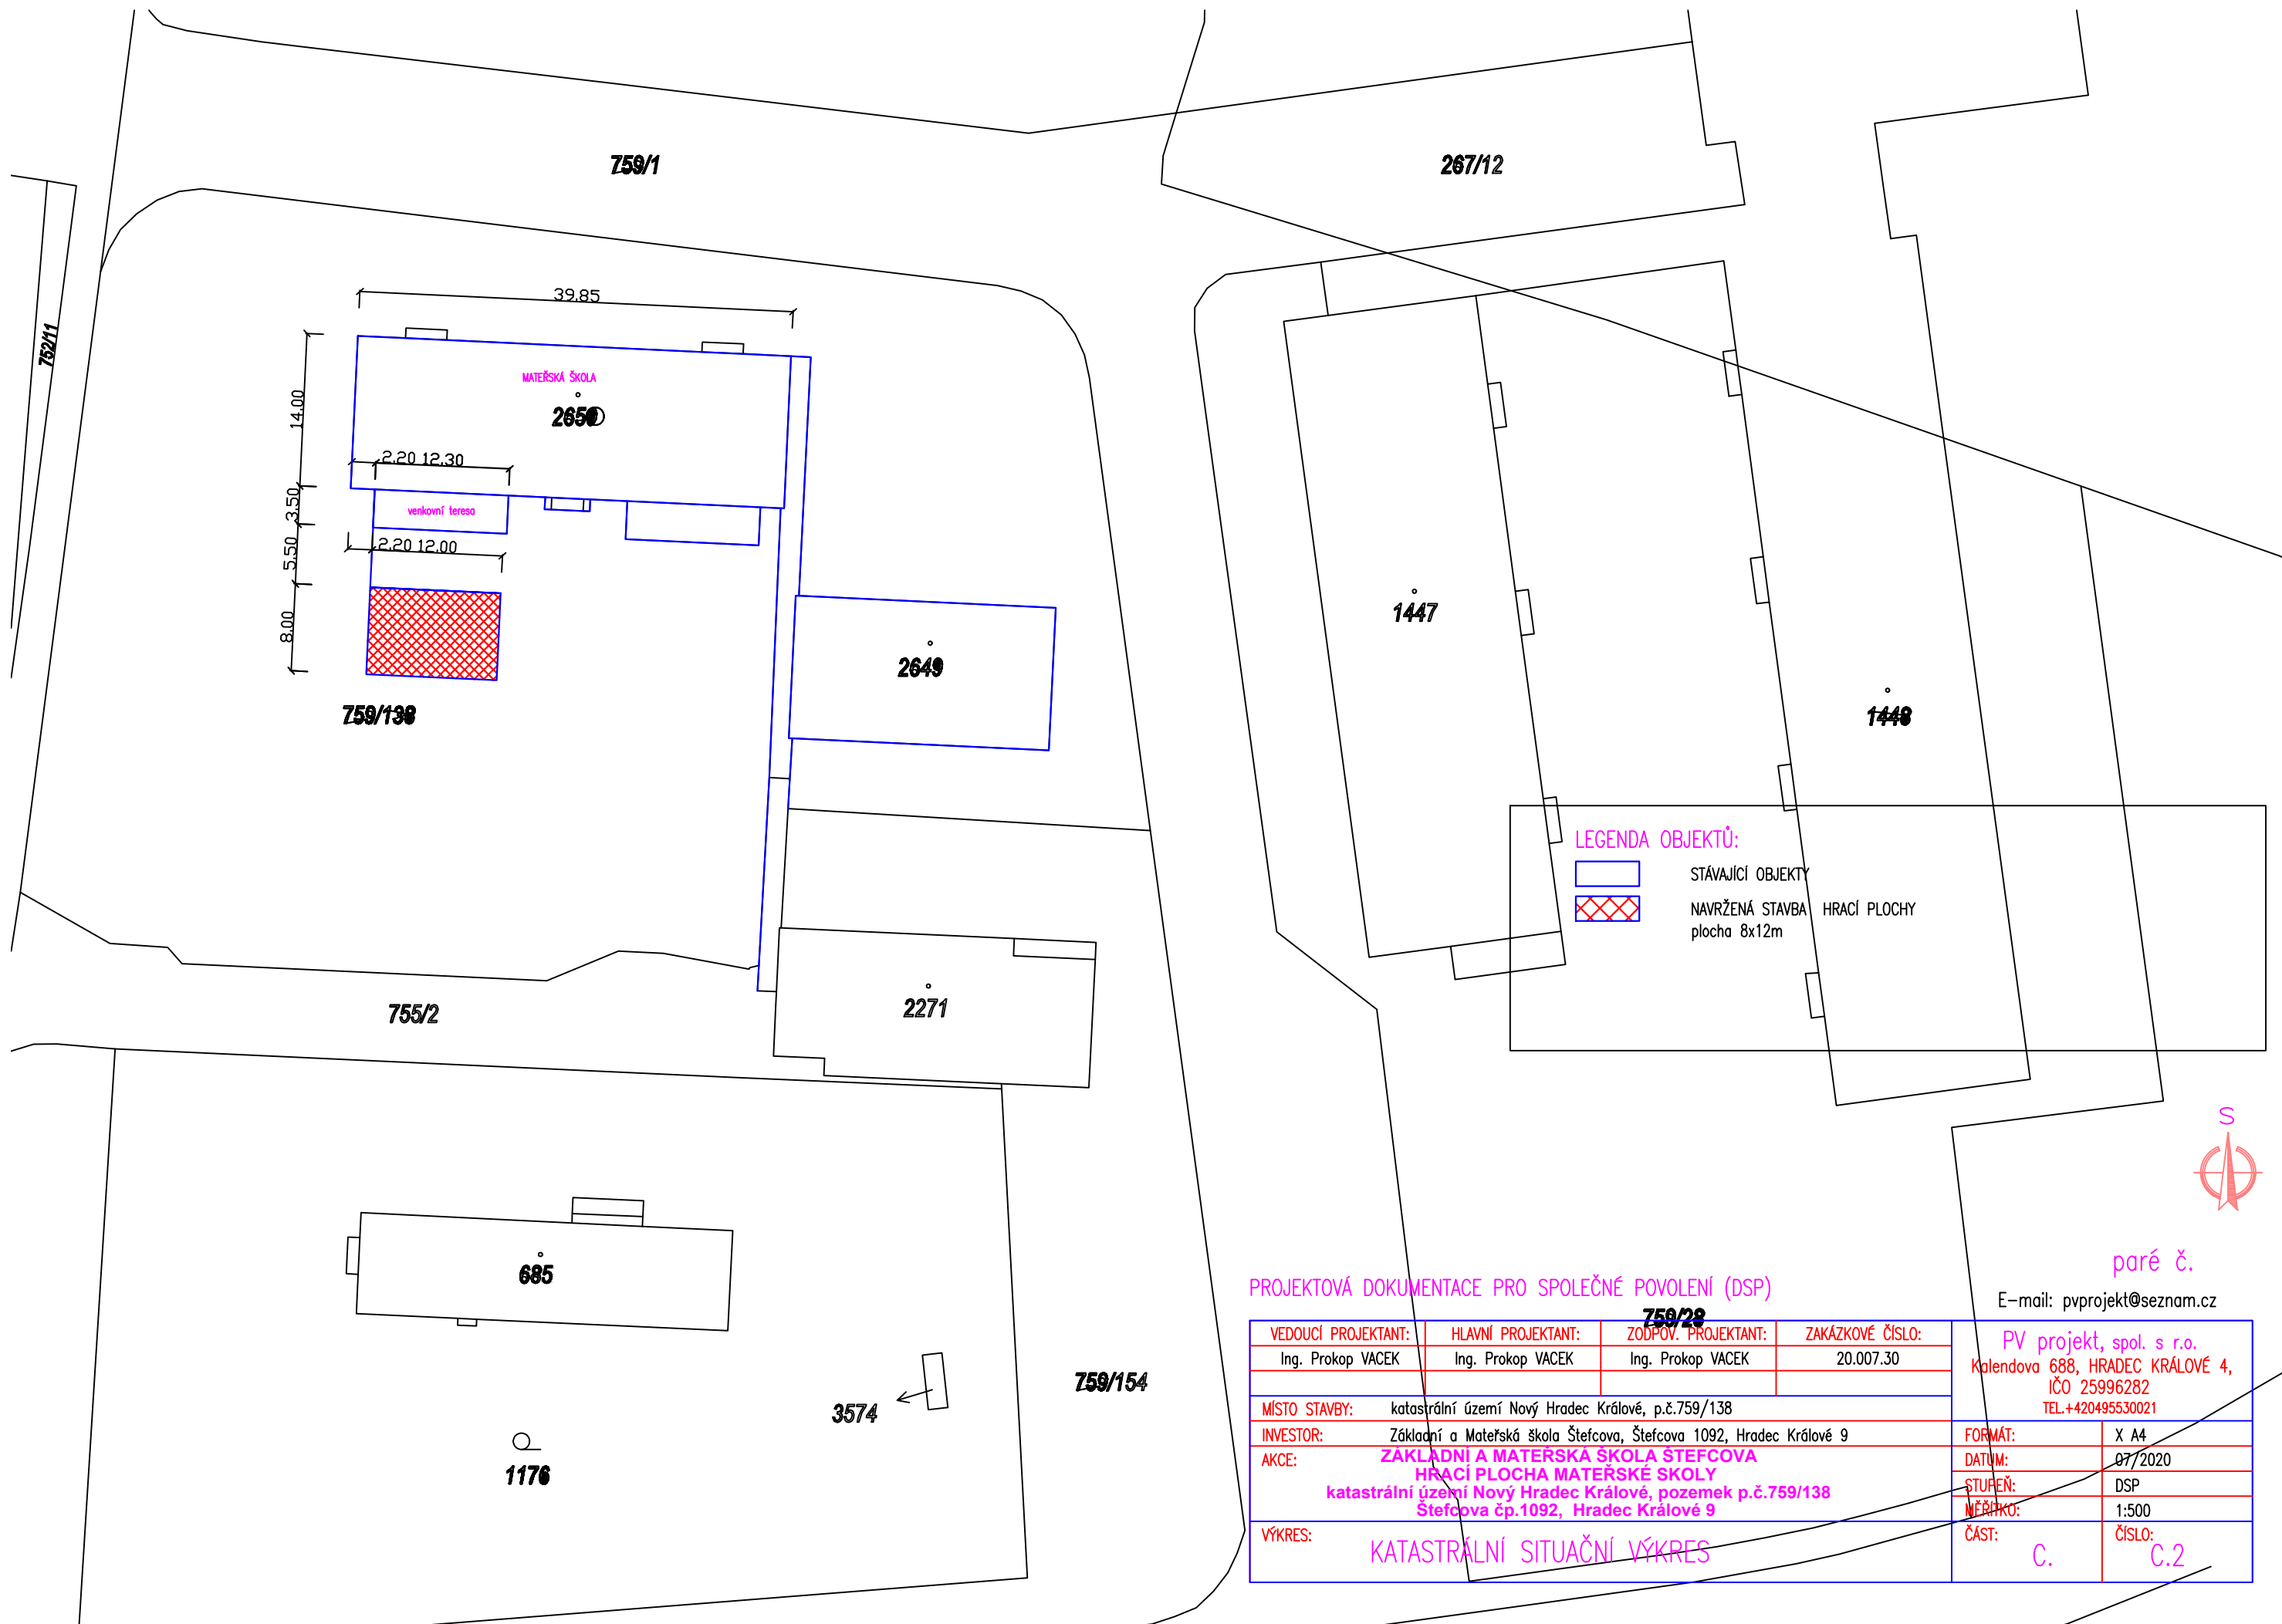 759/1
267/12
752/11
39.85
MATEŘSKÁ ŠKOLA
14.00
2.20 12.30
3.50
venkovní teresa
5.50
2.20 12.00
8.00
1447
2649
759/138
LEGENDA OBJEKTŮ:
STÁVAJÍCÍ OBJEKTY
NAVRŽENÁ STAVBA HRACÍ PLOCHY
plocha 8x12m
755/2
2271
S
685
3574
759/154
1176
paré č.
PROJEKTOVÁ DOKUMENTACE PRO SPOLEČNÉ POVOLENÍ (DSP)
E-mail: pvprojekt@seznam.cz
759/28
VEDOUCÍ PROJEKTANT: HLAVNÍ PROJEKTANT: ZODPOV. PROJEKTANT: ZAKÁZKOVÉ ČÍSLO:
Ing. Prokop VACEK Ing. Prokop VACEK Ing. Prokop VACEK 20.007.30
PV projekt, spol. s r.o.
Kalendova 688, HRADEC KRÁLOVÉ 4,
IČO 25996282
TEL.+420495530021
MÍSTO STAVBY: katastrální území Nový Hradec Králové, p.č.759/138
INVESTOR: Základní a Mateřská škola Štefcova, Štefcova 1092, Hradec Králové 9
AKCE: ZÁKLADNÍ A MATEŘSKÁ ŠKOLA ŠTEFCOVA
HRACÍ PLOCHA MATEŘSKÉ SKOLY
katastrální území Nový Hradec Králové, pozemek p.č.759/138
Štefcova čp.1092, Hradec Králové 9
FORMÁT: X A4
DATUM: 07/2020
STUPEŇ: DSP
MĚŘÍTKO: 1:500
VÝKRES: KATASTRÁLNÍ SITUAČNÍ VÝKRES
ČÁST: C.
ČÍSLO: C.2